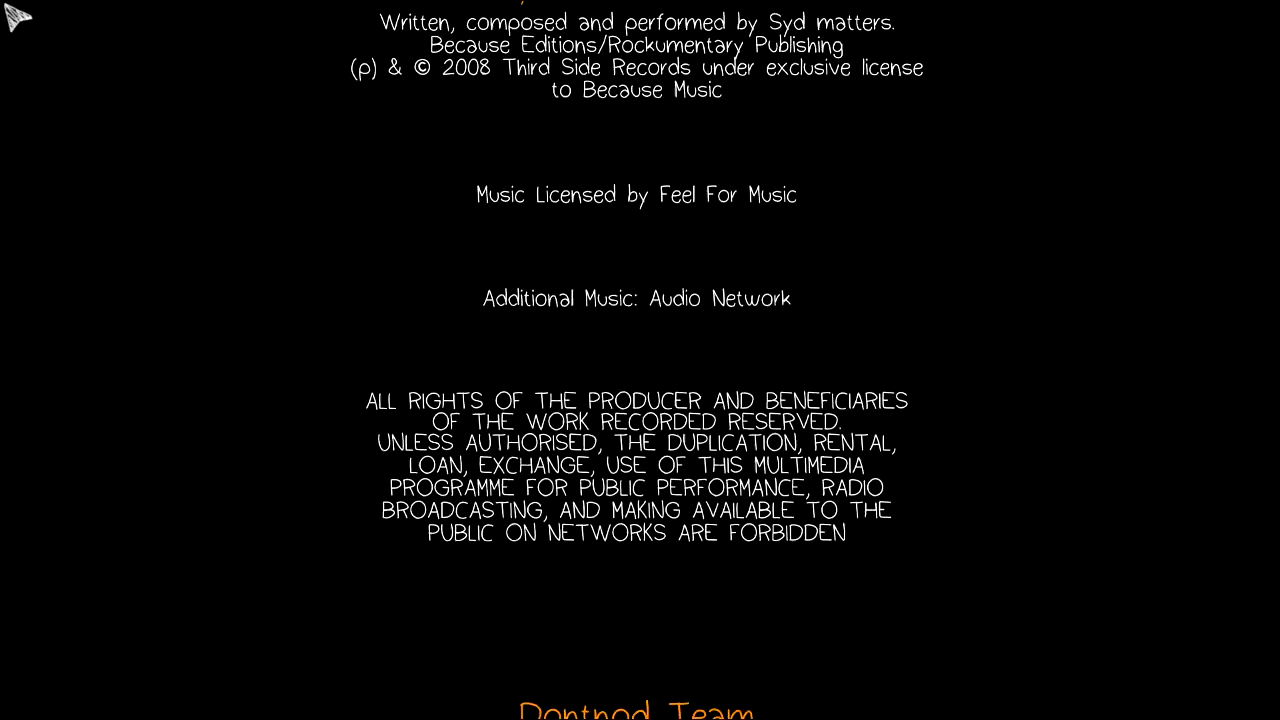 Written, composed and performed by Syd matters.
Because Editions/Rockumentary Publishing
(p) & © 2008 Third Side Records under exclusive license
to Because Music
Music Licensed by Feel For Music
Additional Music: Audio Network
ALL RIGHTS OF THE PRODUCER AND BENEFICIARIES
OF THE WORK RECORDED RESERVED.
UNLESS AUTHORISED, THE DUPLICATION, RENTAL,
LOAN, EXCHANGE, USE OF THIS MULTIMEDIA
PROGRAMME FOR PUBLIC PERFORMANCE, RADIO
BROADCASTING, AND MAKING AVAILABLE TO THE
PUBLIC ON NETWORKS ARE FORBIDDEN
Dontnod Team